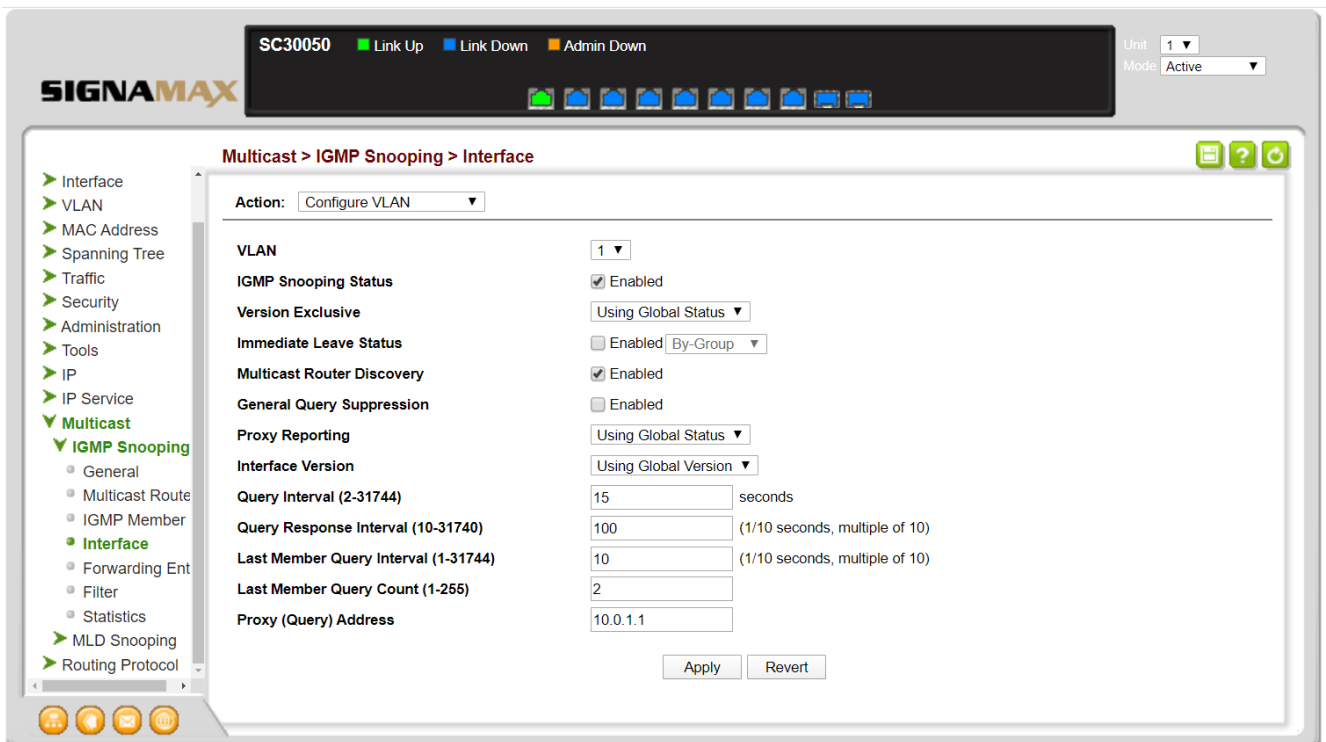 SC30050 Link Up Link Down Admin Down
Unit 1
Mode Active
SIGNAMAX
Multicast > IGMP Snooping > Interface
Interface
VLAN
MAC Address
Spanning Tree
Traffic
Security
Administration
Tools
IP
IP Service
Multicast
IGMP Snooping
General
Multicast Route
IGMP Member
Interface
Forwarding Ent
Filter
Statistics
MLD Snooping
Routing Protocol
Action: Configure VLAN
VLAN 1
IGMP Snooping Status Enabled
Version Exclusive Using Global Status
Immediate Leave Status Enabled By-Group
Multicast Router Discovery Enabled
General Query Suppression Enabled
Proxy Reporting Using Global Status
Interface Version Using Global Version
Query Interval (2-31744) 15 seconds
Query Response Interval (10-31740) 100 (1/10 seconds, multiple of 10)
Last Member Query Interval (1-31744) 10 (1/10 seconds, multiple of 10)
Last Member Query Count (1-255) 2
Proxy (Query) Address 10.0.1.1
Apply Revert